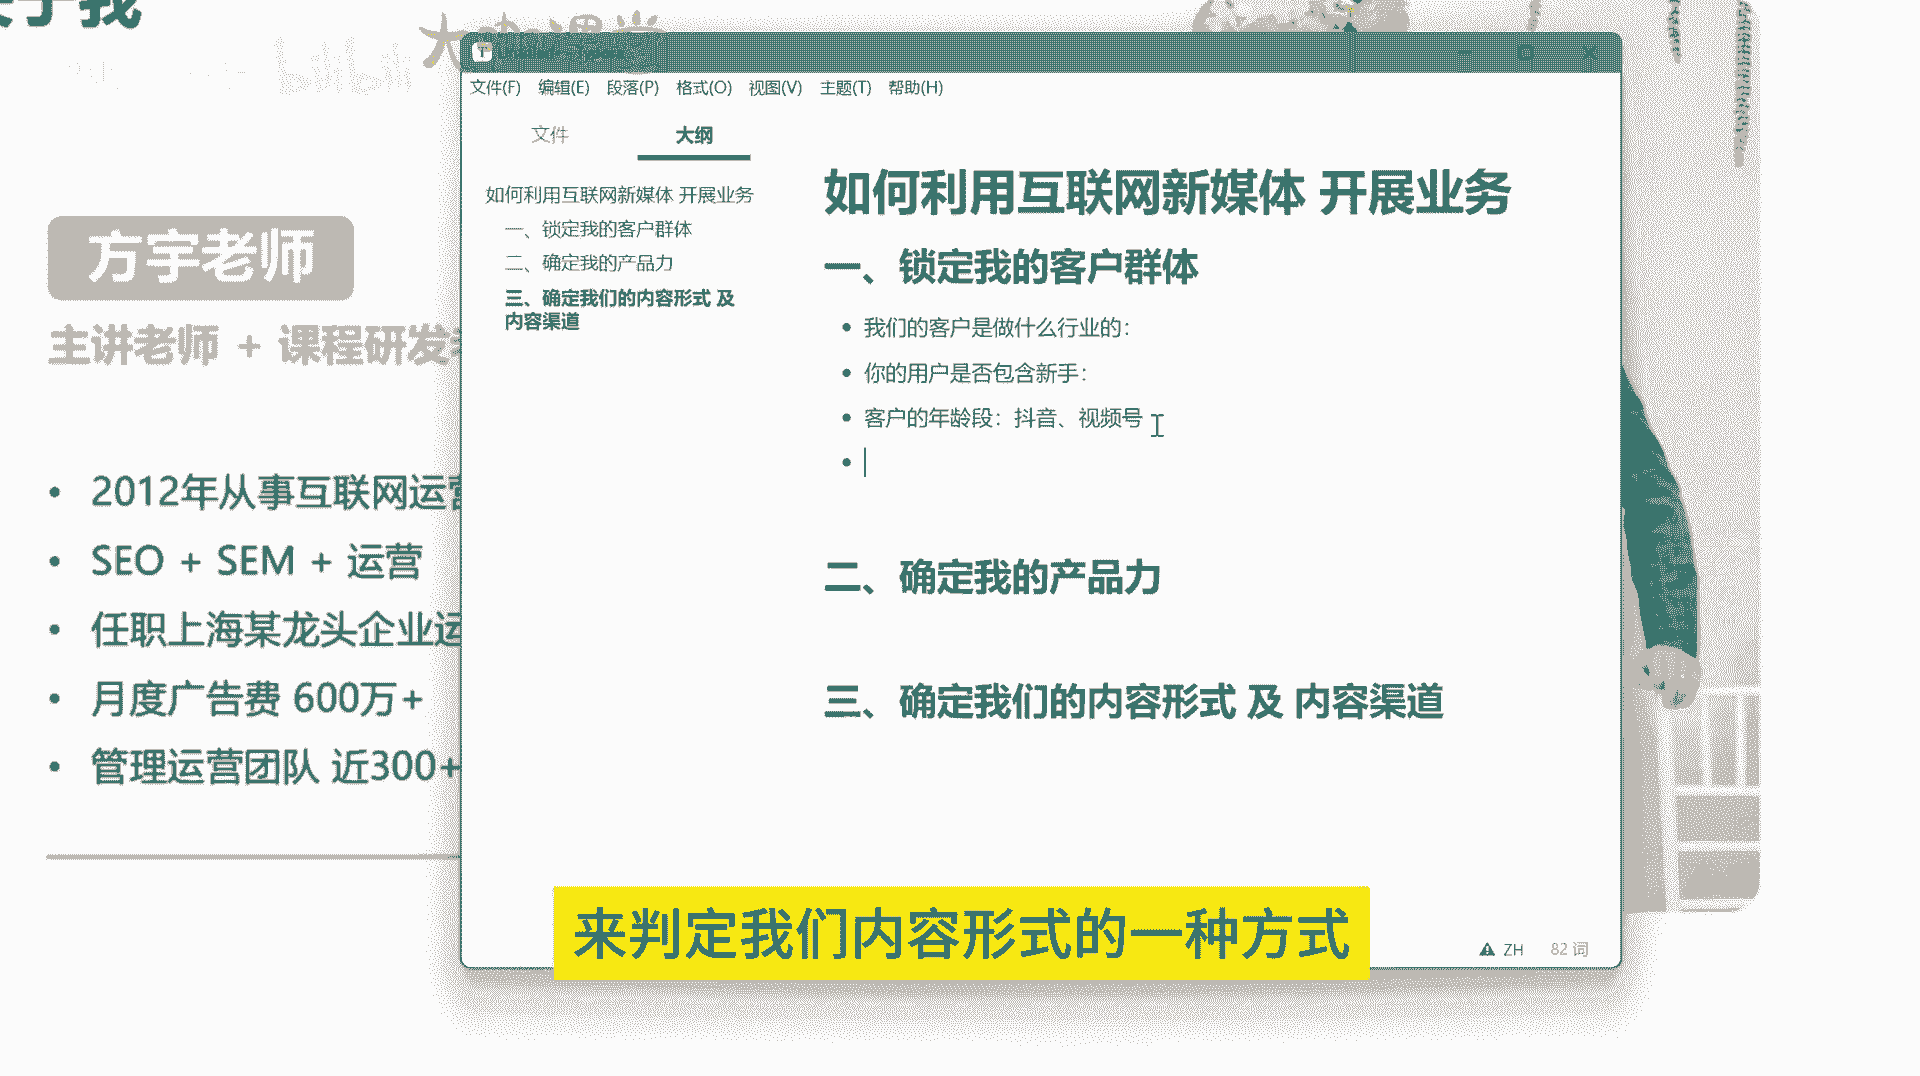 关于我
bilibili
方宇老师
主讲老师 + 课程研发
2012年从事互联网运营
SEO + SEM + 运营
任职上海某龙头企业运
月度广告费 600万+
管理运营团队 近300+
文件(F) 编辑(E) 段落(P) 格式(O) 视图(V) 主题(T) 帮助(H)
文件 大纲
如何利用互联网新媒体 开展业务
一、锁定我的客户群体
二、确定我的产品力
三、确定我们的内容形式 及
内容渠道
如何利用互联网新媒体 开展业务
一、锁定我的客户群体
我们的客户是做什么行业的：
你的用户是否包含新手：
客户的年龄段：抖音、视频号
二、确定我的产品力
三、确定我们的内容形式 及 内容渠道
ZH 82 词
来判定我们内容形式的一种方式